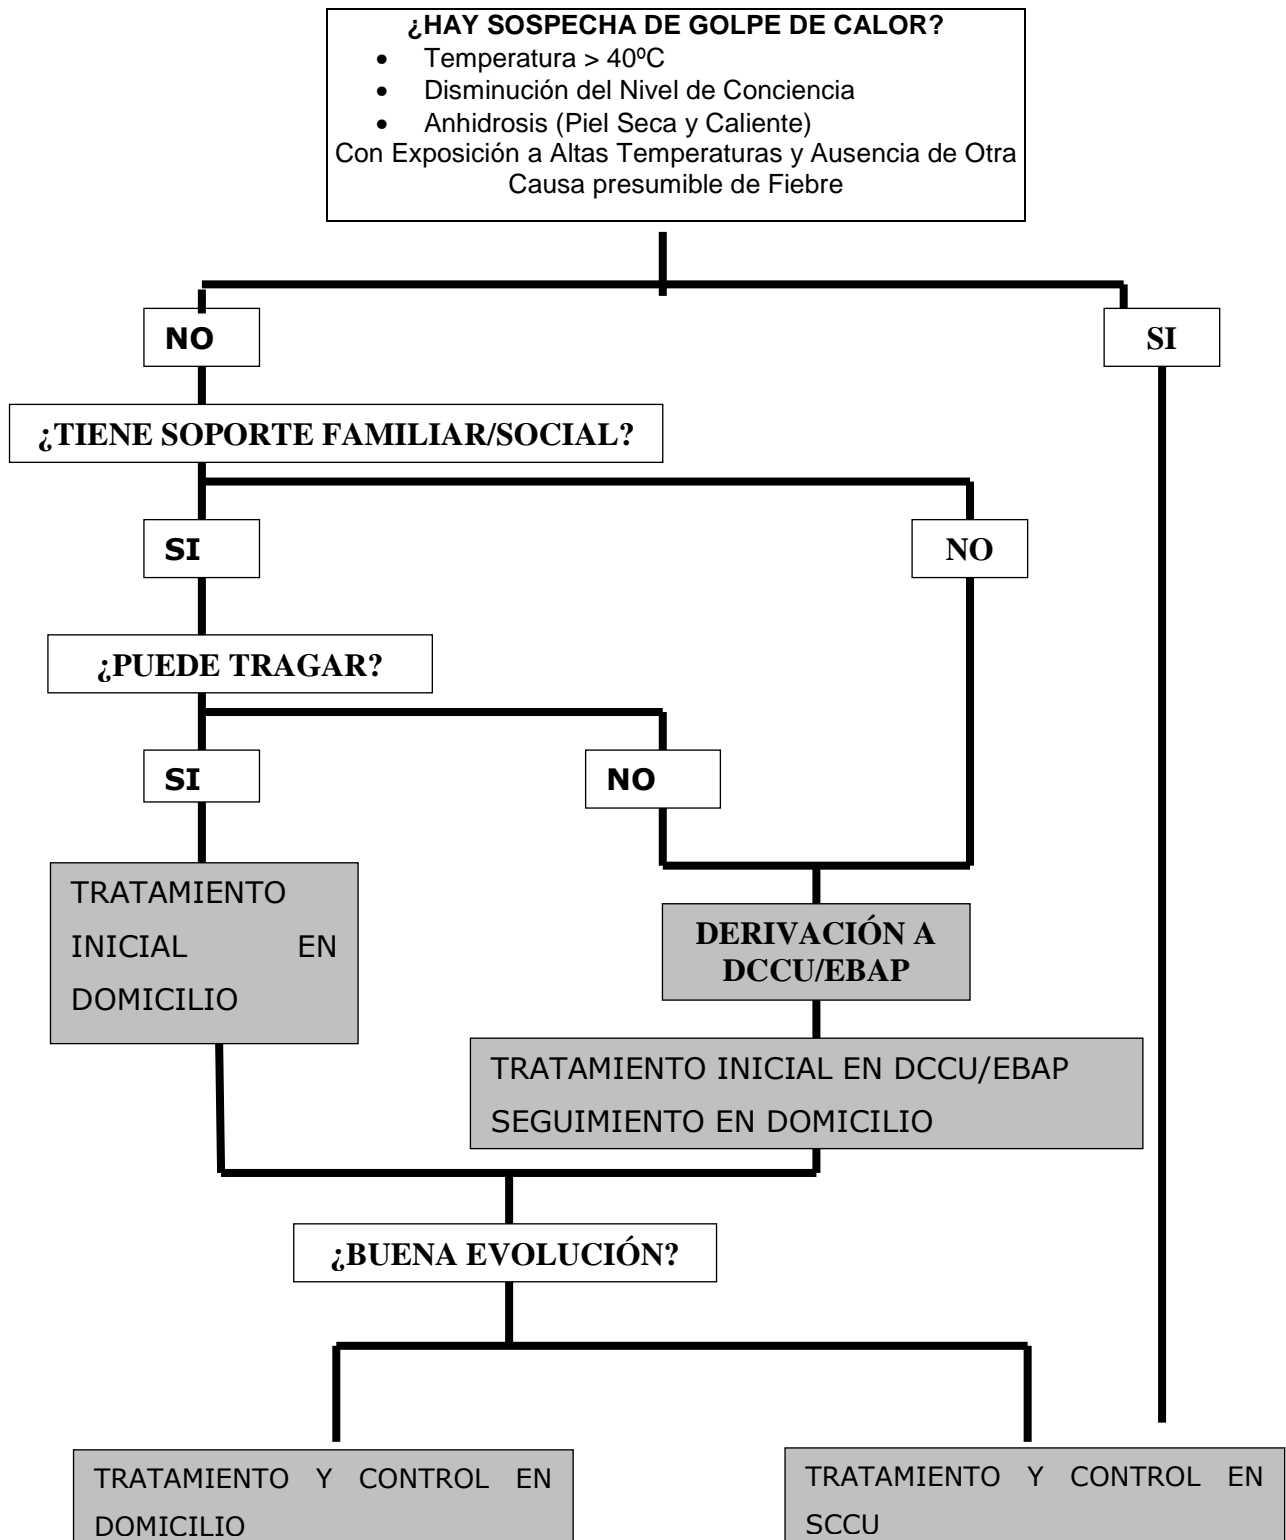 ¿HAY SOSPECHA DE GOLPE DE CALOR?
• Temperatura > 40ºC
• Disminución del Nivel de Conciencia
• Anhidrosis (Piel Seca y Caliente)
Con Exposición a Altas Temperaturas y Ausencia de Otra
Causa presumible de Fiebre
NO
SI
¿TIENE SOPORTE FAMILIAR/SOCIAL?
SI
NO
¿PUEDE TRAGAR?
SI
NO
TRATAMIENTO
INICIAL EN
DOMICILIO
DERIVACIÓN A
DCCU/EBAP
TRATAMIENTO INICIAL EN DCCU/EBAP
SEGUIMIENTO EN DOMICILIO
¿BUENA EVOLUCIÓN?
TRATAMIENTO Y CONTROL EN
DOMICILIO
TRATAMIENTO Y CONTROL EN
SCCU